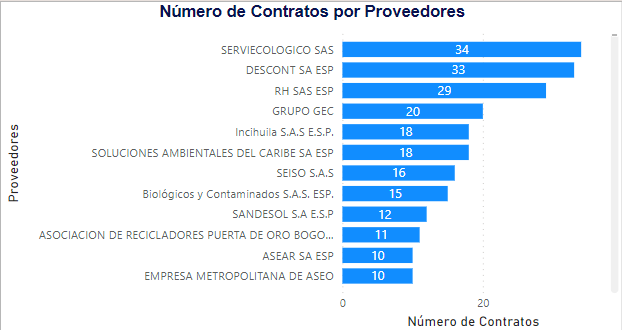 Número de Contratos por Proveedores
Proveedores
SERVIECOLOGICO SAS 34
DESCONT SA ESP 33
RH SAS ESP 29
GRUPO GEC 20
Incihuila S.A.S E.S.P. 18
SOLUCIONES AMBIENTALES DEL CARIBE SA ESP 18
SEISO S.A.S 16
Biológicos y Contaminados S.A.S. ESP. 15
SANDESOL S.A E.S.P 12
ASOCIACION DE RECICLADORES PUERTA DE ORO BOGO... 11
ASEAR SA ESP 10
EMPRESA METROPOLITANA DE ASEO 10
0 20
Número de Contratos